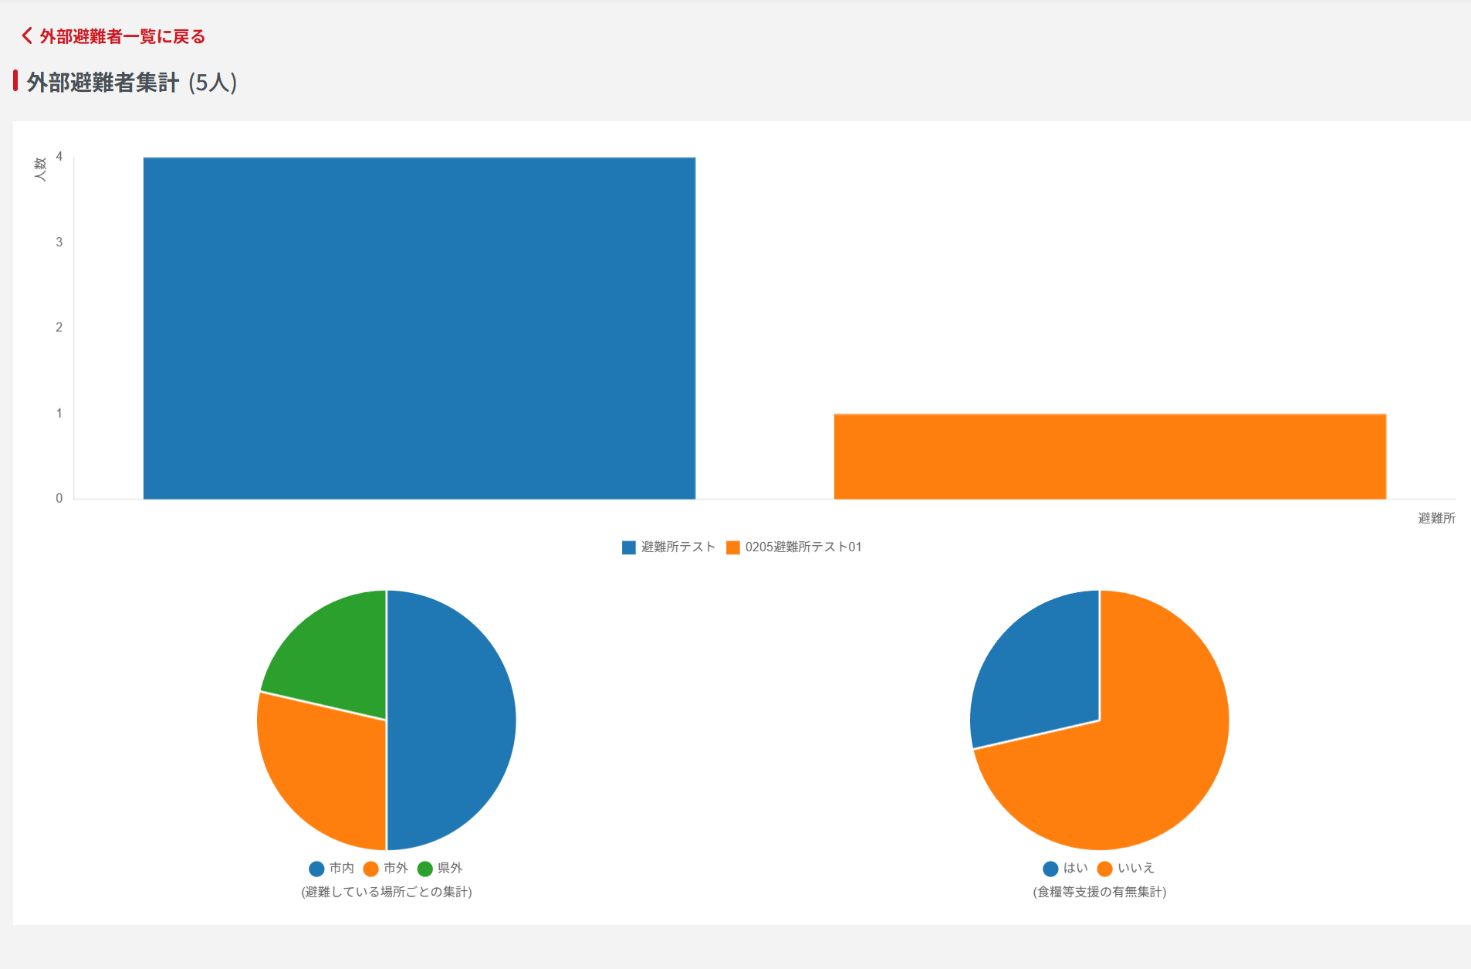 外部避難者一覧に戻る
外部避難者集計 (5人)
人数
4
3
2
1
0
避難所
避難所テスト 0205避難所テスト01
市内 市外 県外
(避難している場所ごとの集計)
はい いいえ
(食糧等支援の有無集計)